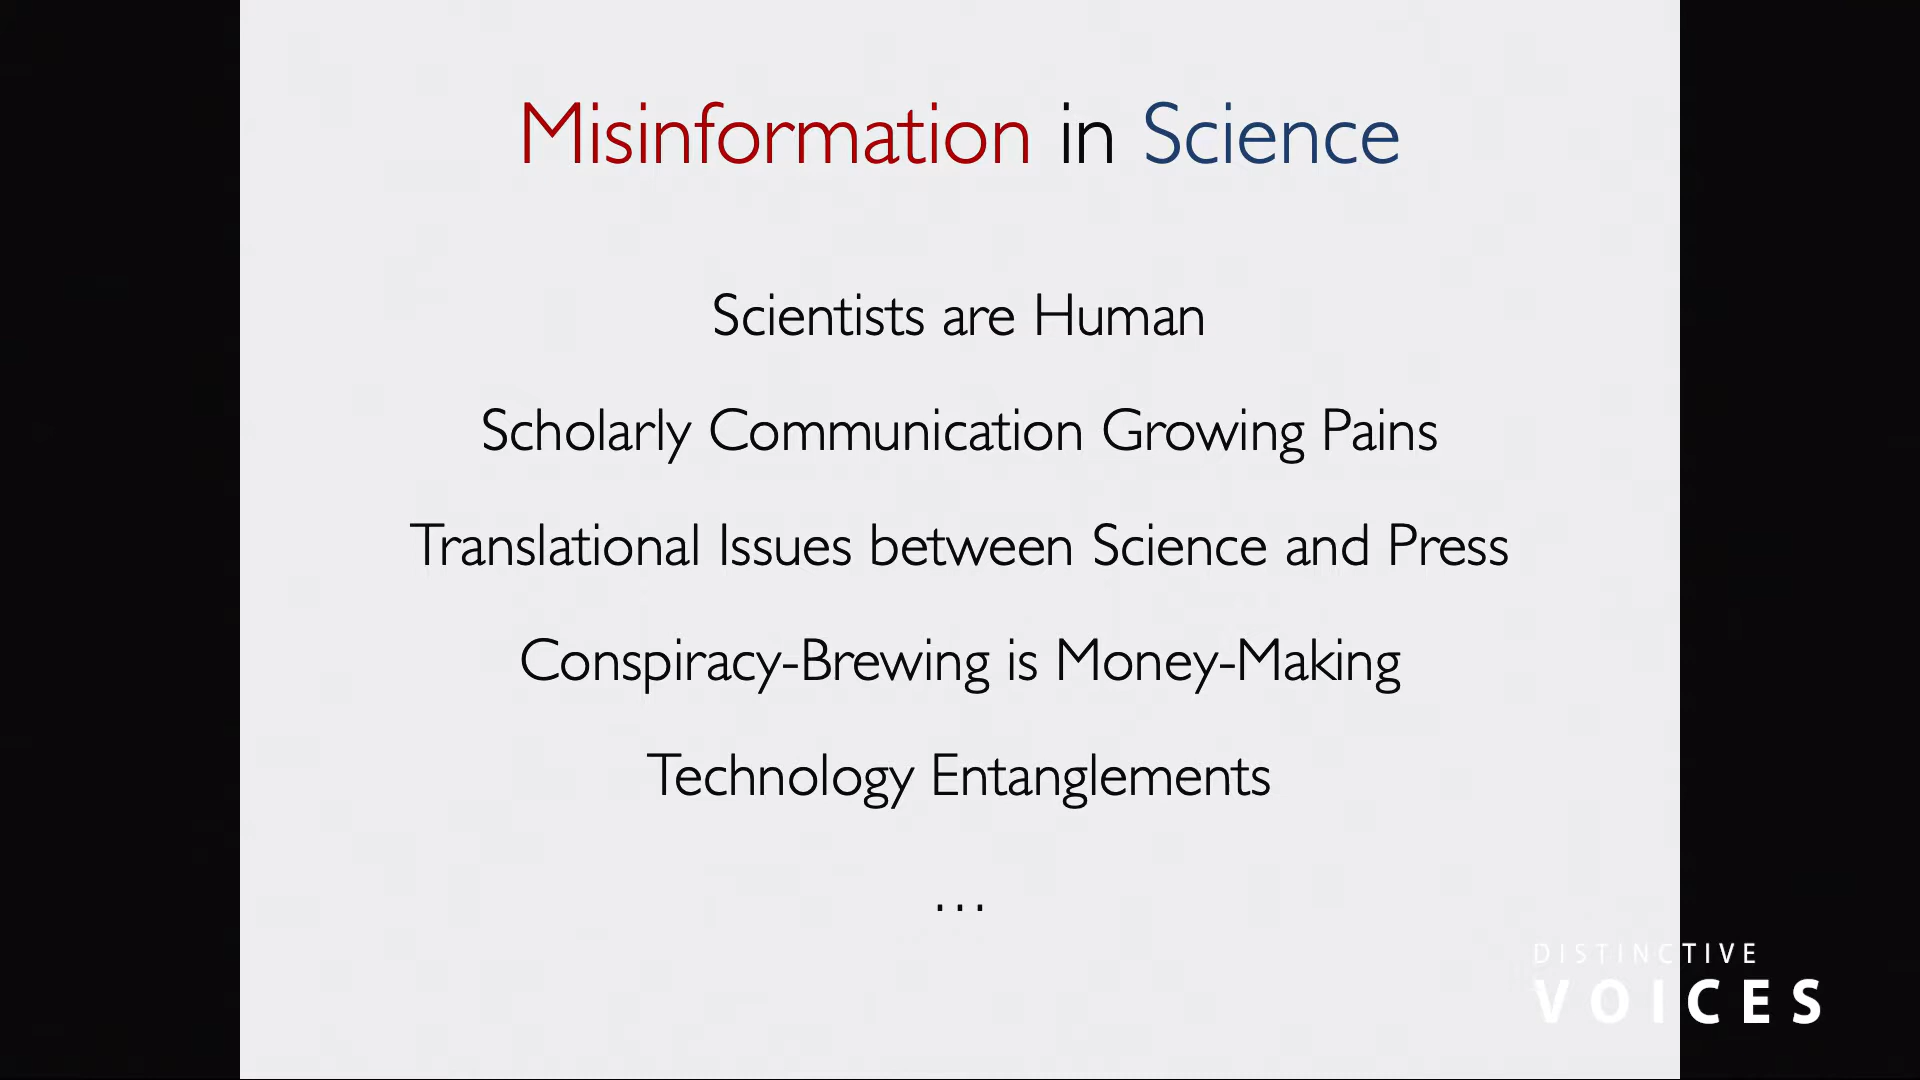 Misinformation in Science
Scientists are Human
Scholarly Communication Growing Pains
Translational Issues between Science and Press
Conspiracy-Brewing is Money-Making
Technology Entanglements
...
DISTINCTIVE
VOICES